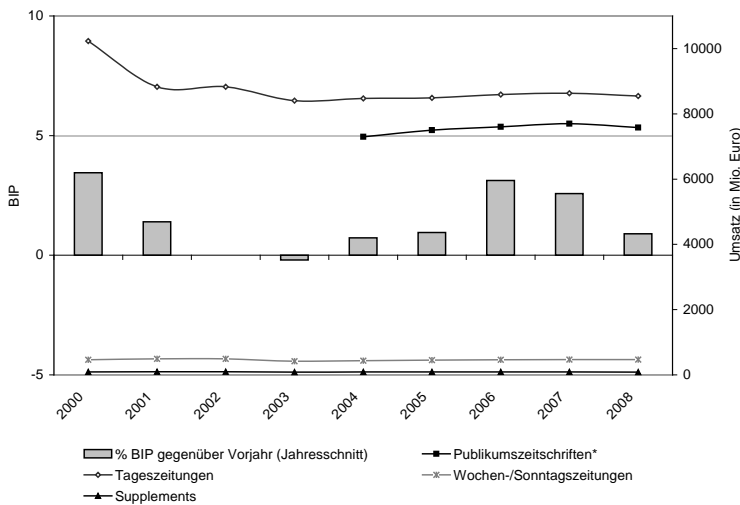 10
5
0
-5
BIP
10000
8000
6000
4000
2000
0
Umsatz (in Mio. Euro)
2000
2001
2002
2003
2004
2005
2006
2007
2008
% BIP gegenüber Vorjahr (Jahresschnitt)
Publikumszeitschriften*
Tageszeitungen
Wochen-/Sonntagszeitungen
Supplements